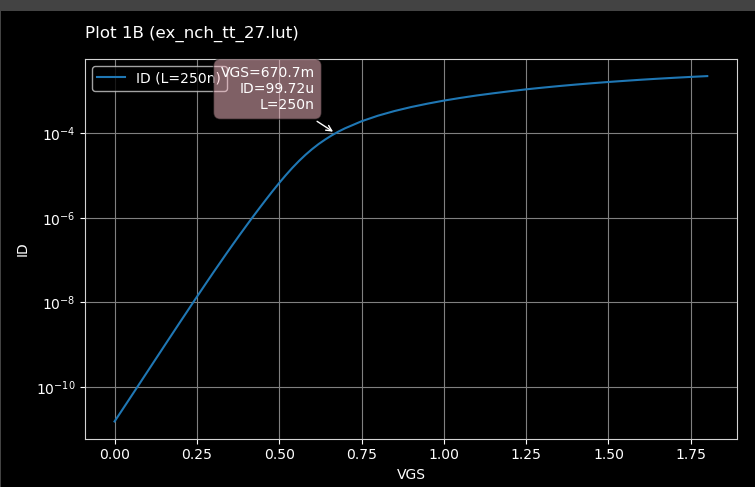 Plot 1B (ex_nch_tt_27.lut)
ID (L=250n)
VGS=670.7m
ID=99.72u
L=250n
10⁻⁴
10⁻⁶
10⁻⁸
10⁻¹⁰
ID
0.00 0.25 0.50 0.75 1.00 1.25 1.50 1.75
VGS